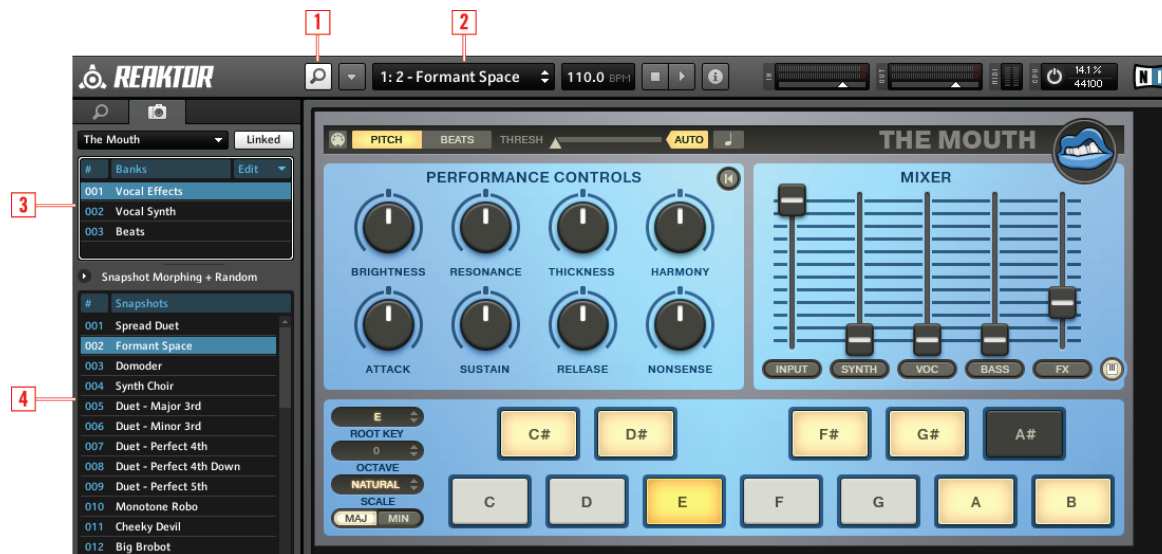 1
2
REAKTOR
1: 2 - Formant Space
110.0 BPM
IN
OUT
MIDI
CPU
14.1 %
44100
N I
The Mouth
Linked
# Banks Edit
001 Vocal Effects
002 Vocal Synth
003 Beats
3
Snapshot Morphing + Random
# Snapshots
001 Spread Duet
002 Formant Space
003 Domoder
004 Synth Choir
005 Duet - Major 3rd
006 Duet - Minor 3rd
007 Duet - Perfect 4th
008 Duet - Perfect 4th Down
009 Duet - Perfect 5th
010 Monotone Robo
011 Cheeky Devil
012 Big Brobot
4
PITCH BEATS THRESH AUTO
THE MOUTH
PERFORMANCE CONTROLS
BRIGHTNESS RESONANCE THICKNESS HARMONY
ATTACK SUSTAIN RELEASE NONSENSE
MIXER
INPUT SYNTH VOC BASS FX
E
ROOT KEY
0
OCTAVE
NATURAL
SCALE
MAJ MIN
C# D# F# G# A#
C D E F G A B